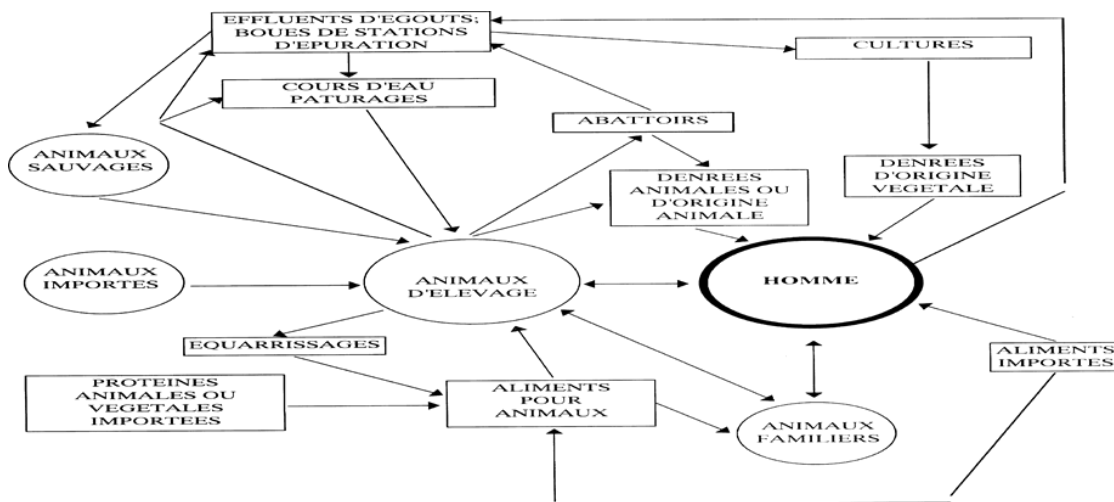 EFFLUENTS D'EGOUTS;
BOUES DE STATIONS
D'EPURATION
CULTURES
COURS D'EAU
PATURAGES
ABATTOIRS
ANIMAUX
SAUVAGES
DENREES
ANIMALES OU
D'ORIGINE
ANIMALE
DENREES
D'ORIGINE
VEGETALE
ANIMAUX
IMPORTES
ANIMAUX
D'ELEVAGE
HOMME
EQUARRISSAGES
ALIMENTS
IMPORTES
PROTEINES
ANIMALES OU
VEGETALES
IMPORTEES
ALIMENTS
POUR
ANIMAUX
ANIMAUX
FAMILIERS